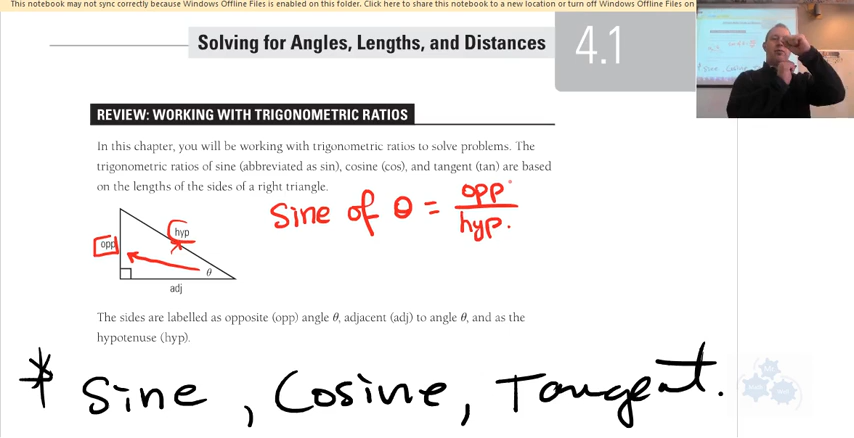 This notebook may not sync correctly because Windows Offline Files is enabled on this folder. Click here to share this notebook to a new location or turn off Windows Offline Files on
Solving for Angles, Lengths, and Distances
4.1
REVIEW: WORKING WITH TRIGONOMETRIC RATIOS
In this chapter, you will be working with trigonometric ratios to solve problems. The
trigonometric ratios of sine (abbreviated as sin), cosine (cos), and tangent (tan) are based
on the lengths of the sides of a right triangle.
Sine of θ = opp
hyp.
hyp
opp
θ
adj
The sides are labelled as opposite (opp) angle θ, adjacent (adj) to angle θ, and as the
hypotenuse (hyp).
* Sine, Cosine, Tangent.